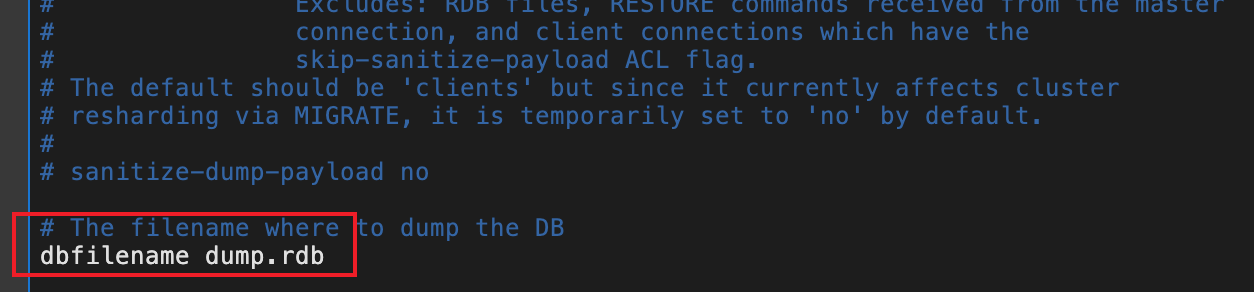 # Excludes: RDB files, RESTORE commands received from the master
# connection, and client connections which have the
# skip-sanitize-payload ACL flag.
# The default should be 'clients' but since it currently affects cluster
# resharding via MIGRATE, it is temporarily set to 'no' by default.
#
# sanitize-dump-payload no
# The filename where to dump the DB
dbfilename dump.rdb